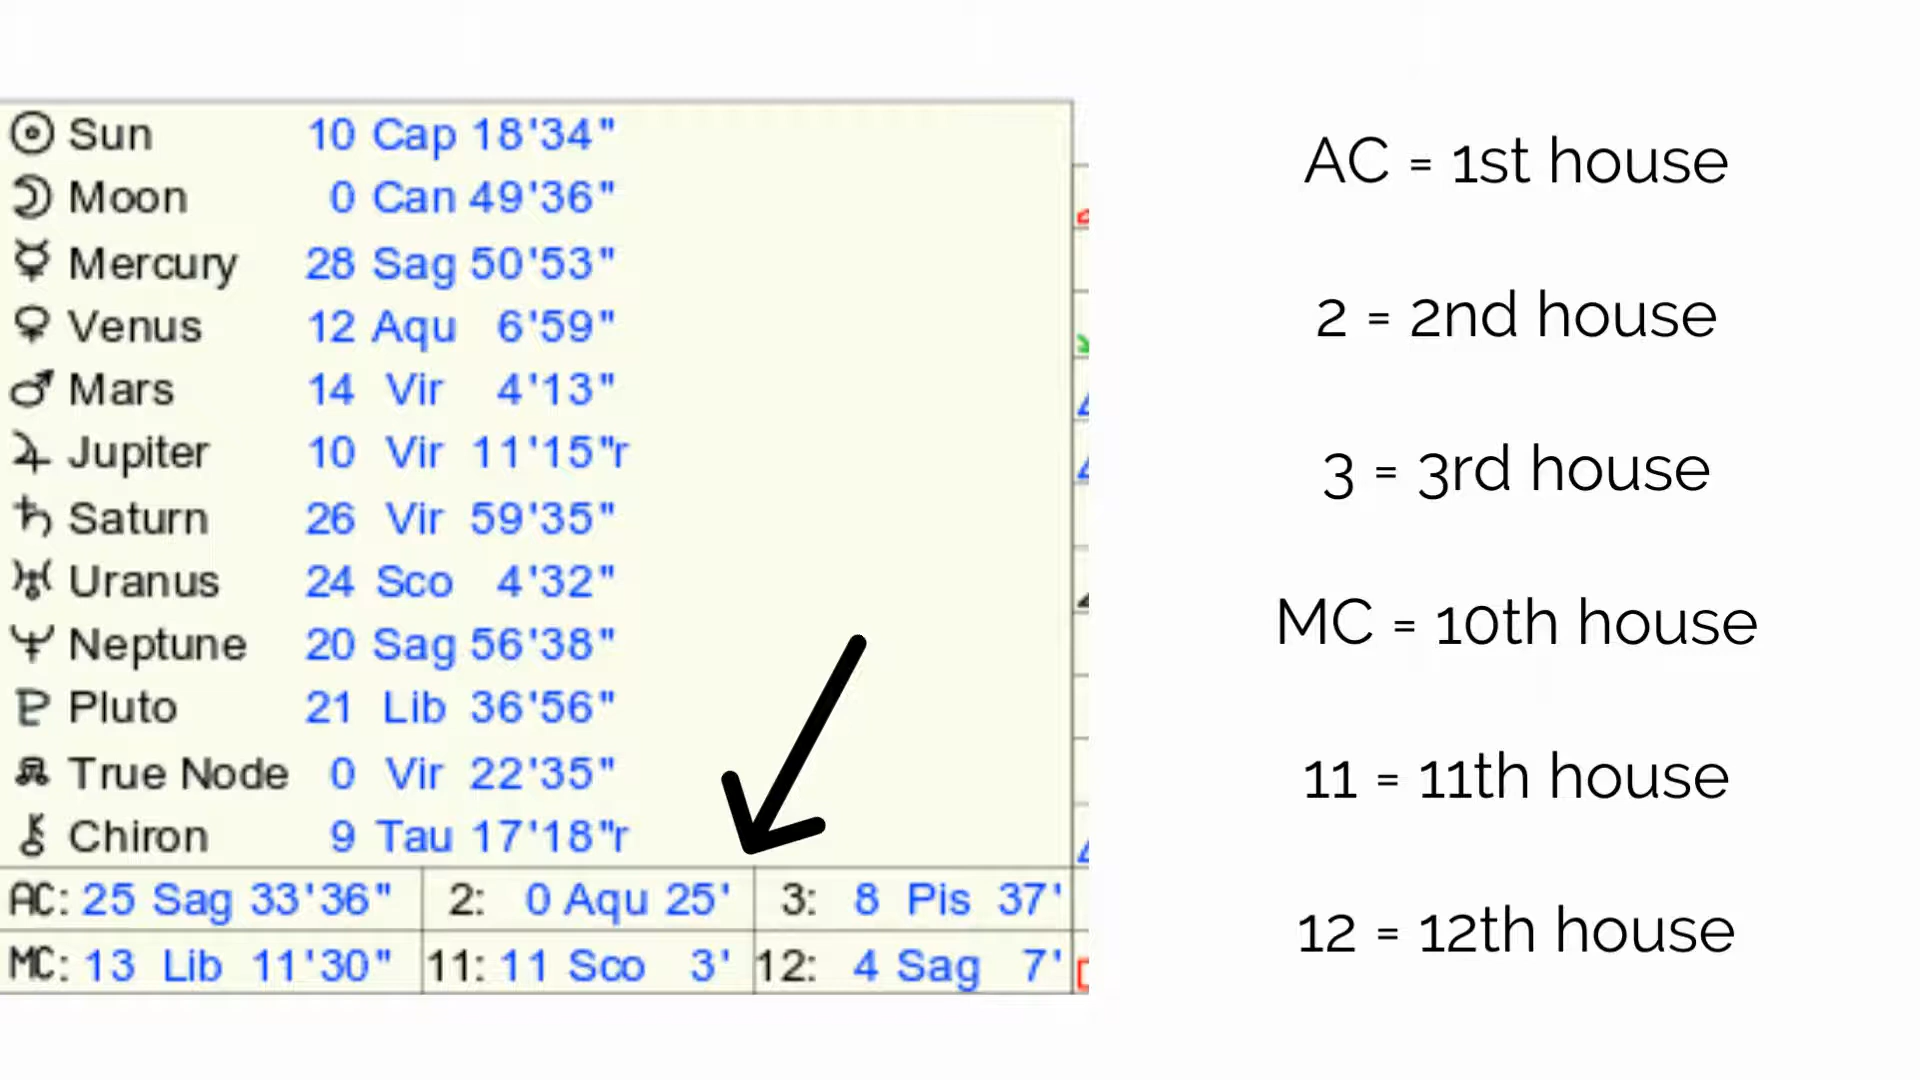 Sun 10 Cap 18'34"
Moon 0 Can 49'36"
Mercury 28 Sag 50'53"
Venus 12 Aqu 6'59"
Mars 14 Vir 4'13"
Jupiter 10 Vir 11'15"r
Saturn 26 Vir 59'35"
Uranus 24 Sco 4'32"
Neptune 20 Sag 56'38"
Pluto 21 Lib 36'56"
True Node 0 Vir 22'35"
Chiron 9 Tau 17'18"r
AC: 25 Sag 33'36" 2: 0 Aqu 25' 3: 8 Pis 37'
MC: 13 Lib 11'30" 11: 11 Sco 3' 12: 4 Sag 7'
AC = 1st house
2 = 2nd house
3 = 3rd house
MC = 10th house
11 = 11th house
12 = 12th house